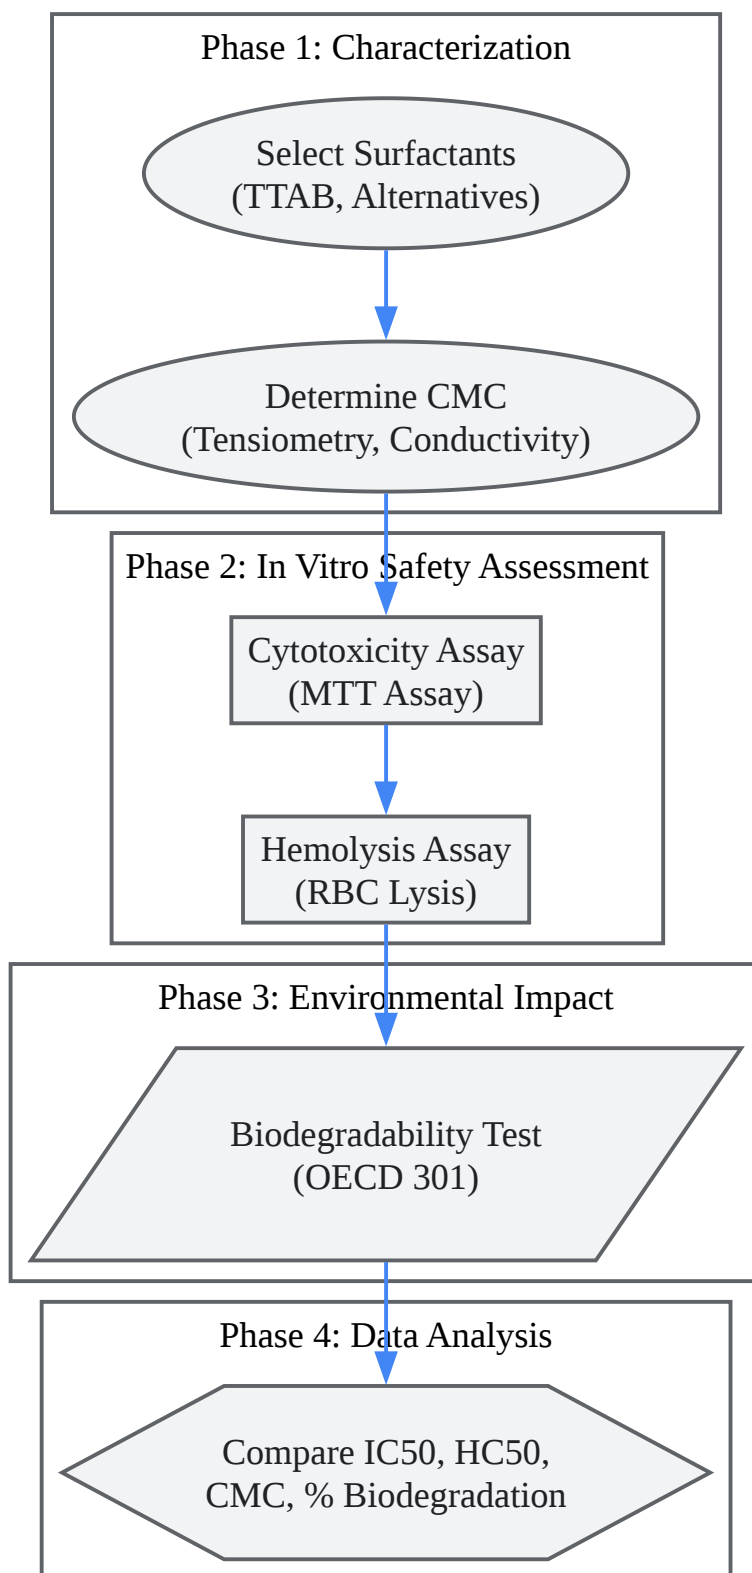 Phase 1: Characterization
Select Surfactants
(TTAB, Alternatives)
Determine CMC
(Tensiometry, Conductivity)
Phase 2: In Vitro Safety Assessment
Cytotoxicity Assay
(MTT Assay)
Hemolysis Assay
(RBC Lysis)
Phase 3: Environmental Impact
Biodegradability Test
(OECD 301)
Phase 4: Data Analysis
Compare IC50, HC50,
CMC, % Biodegradation